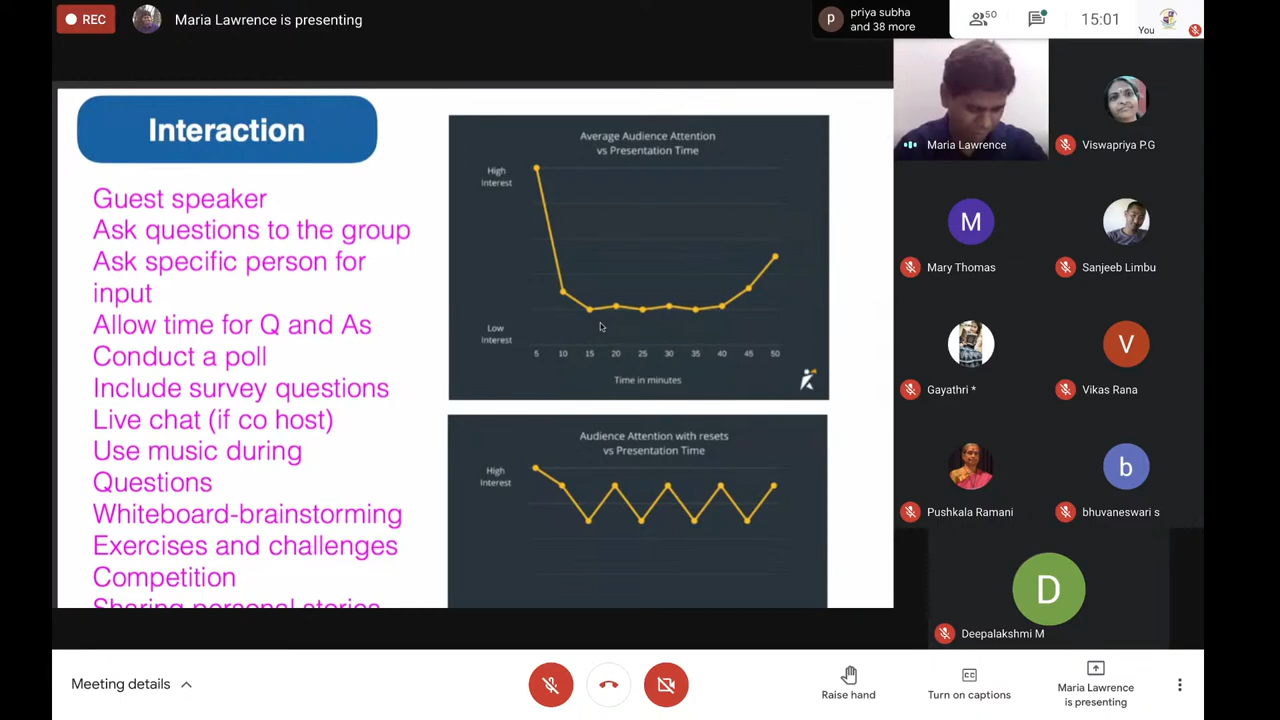 REC
Maria Lawrence is presenting
p
priya subha
and 38 more
50
15:01
You
Interaction
Guest speaker
Ask questions to the group
Ask specific person for
input
Allow time for Q and As
Conduct a poll
Include survey questions
Live chat (if co host)
Use music during
Questions
Whiteboard-brainstorming
Exercises and challenges
Competition
Sharing personal stories
Average Audience Attention
vs Presentation Time
High
Interest
Low
Interest
5 10 15 20 25 30 35 40 45 50
Time in minutes
Audience Attention with resets
vs Presentation Time
High
Interest
Maria Lawrence
Viswapriya P.G
M
Mary Thomas
Sanjeeb Limbu
Gayathri *
V
Vikas Rana
Pushkala Ramani
b
bhuvaneswari s
D
Deepalakshmi M
Meeting details
Raise hand
CC
Turn on captions
Maria Lawrence
is presenting